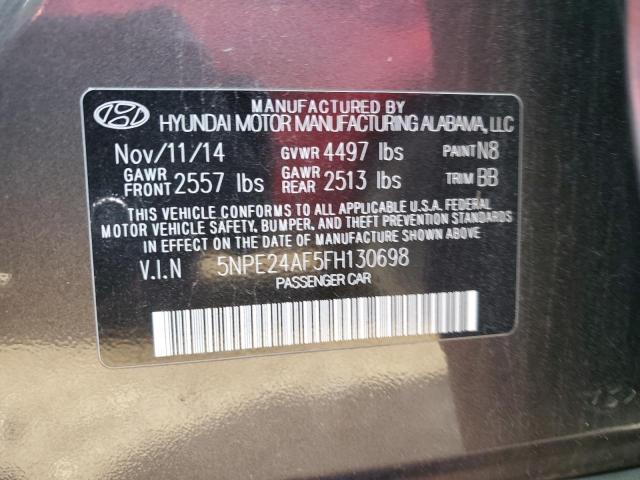 MANUFACTURED BY
HYUNDAI MOTOR MANUFACTURING ALABAMA, LLC
Nov/11/14 GVWR 4497 lbs PAINT N8
GAWR FRONT 2557 lbs GAWR REAR 2513 lbs TRIM BB
THIS VEHICLE CONFORMS TO ALL APPLICABLE U.S.A. FEDERAL
MOTOR VEHICLE SAFETY, BUMPER, AND THEFT PREVENTION STANDARDS
IN EFFECT ON THE DATE OF MANUFACTURE SHOWN ABOVE.
V.I.N 5NPE24AF5FH130698
PASSENGER CAR